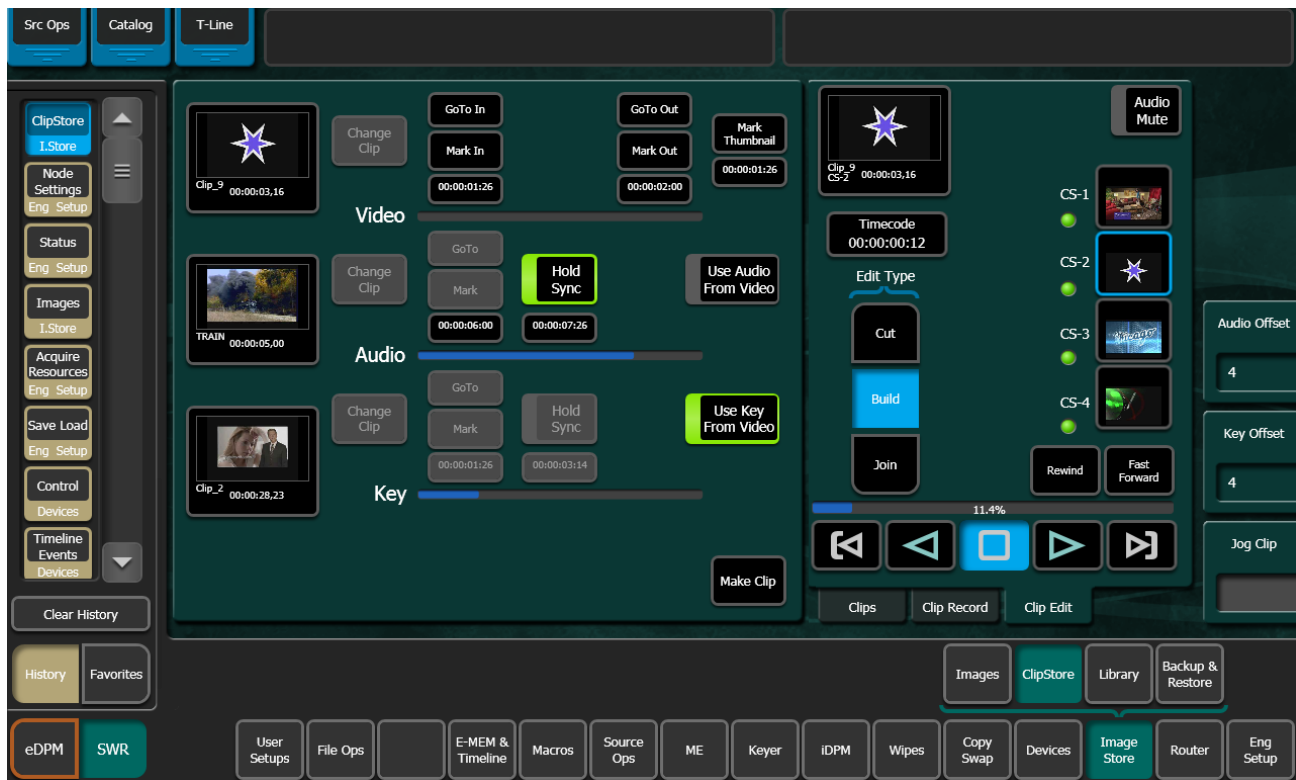 Src Ops
Catalog
T-Line
ClipStore
I.Store
Node
Settings
Eng Setup
Status
Eng Setup
Images
I.Store
Acquire
Resources
Eng Setup
Save Load
Eng Setup
Control
Devices
Timeline
Events
Devices
Clear History
History
Favorites
eDPM
SWR
Clip_9 00:00:03,16
Change
Clip
GoTo In
Mark In
00:00:01:26
GoTo Out
Mark Out
00:00:02:00
Mark
Thumbnail
00:00:01:26
Video
TRAIN 00:00:05,00
Change
Clip
GoTo
Mark
00:00:06:00
Hold
Sync
00:00:07:26
Use Audio
From Video
Audio
Clip_2 00:00:28,23
Change
Clip
GoTo
Mark
00:00:01:26
Hold
Sync
00:00:03:14
Use Key
From Video
Key
Make Clip
Clip_9
CS-2 00:00:03,16
Audio
Mute
Timecode
00:00:00:12
Edit Type
Cut
Build
Join
CS-1
CS-2
CS-3
Chicago
CS-4
Rewind
Fast
Forward
11.4%
Clips
Clip Record
Clip Edit
Audio Offset
4
Key Offset
4
Jog Clip
Images
ClipStore
Library
Backup &
Restore
User
Setups
File Ops
E-MEM &
Timeline
Macros
Source
Ops
ME
Keyer
iDPM
Wipes
Copy
Swap
Devices
Image
Store
Router
Eng
Setup